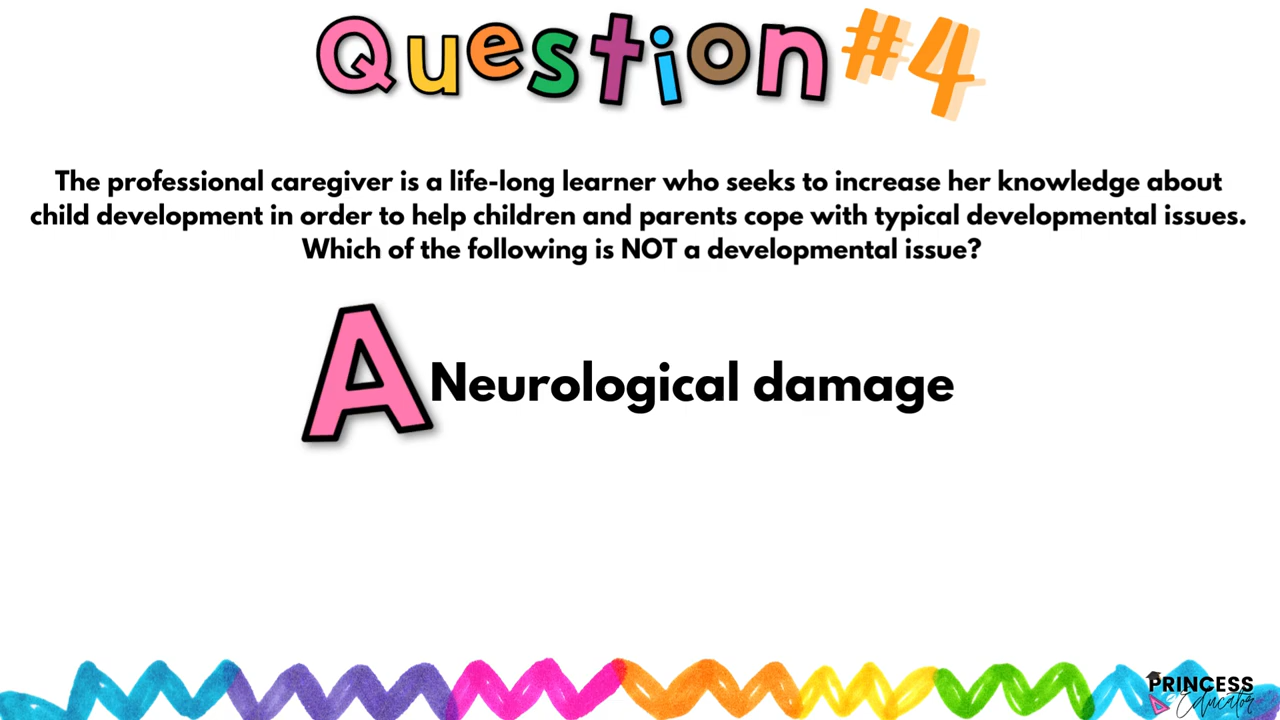 Question #4
The professional caregiver is a life-long learner who seeks to increase her knowledge about
child development in order to help children and parents cope with typical developmental issues.
Which of the following is NOT a developmental issue?
A Neurological damage
PRINCESS
Educator